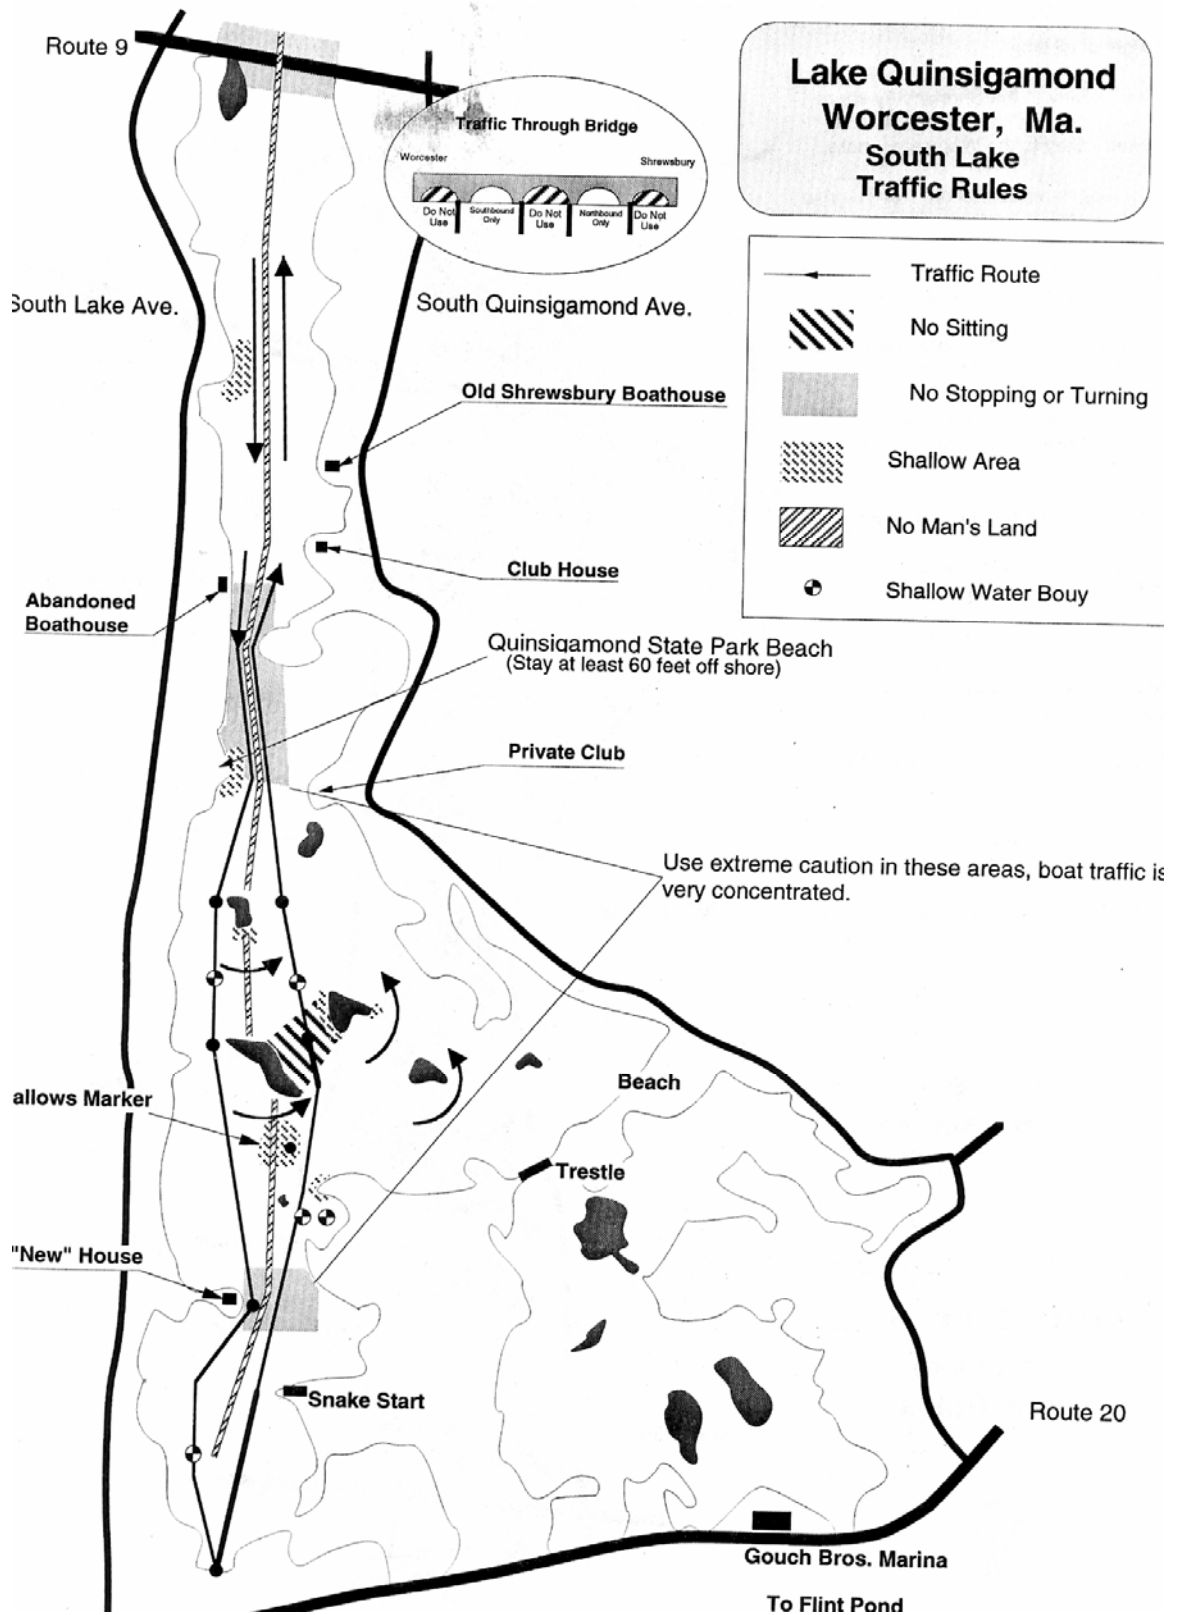 Route 9
Lake Quinsigamond
Worcester, Ma.
South Lake
Traffic Rules
Traffic Through Bridge
Worcester
Shrewsbury
Do Not
Use
Southbound
Only
Do Not
Use
Northbound
Only
Do Not
Use
Traffic Route
No Sitting
No Stopping or Turning
Shallow Area
No Man's Land
Shallow Water Bouy
South Lake Ave.
South Quinsigamond Ave.
Old Shrewsbury Boathouse
Club House
Abandoned
Boathouse
Quinsigamond State Park Beach
(Stay at least 60 feet off shore)
Private Club
Use extreme caution in these areas, boat traffic is
very concentrated.
Beach
allows Marker
Trestle
"New" House
Snake Start
Route 20
Gouch Bros. Marina
To Flint Pond